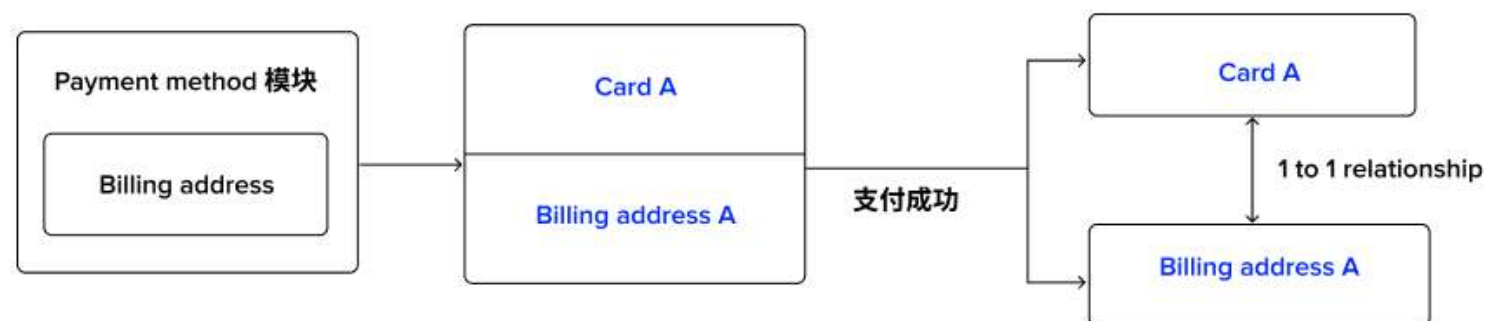 Payment method 模块
Billing address
Card A
Billing address A
支付成功
Card A
1 to 1 relationship
Billing address A